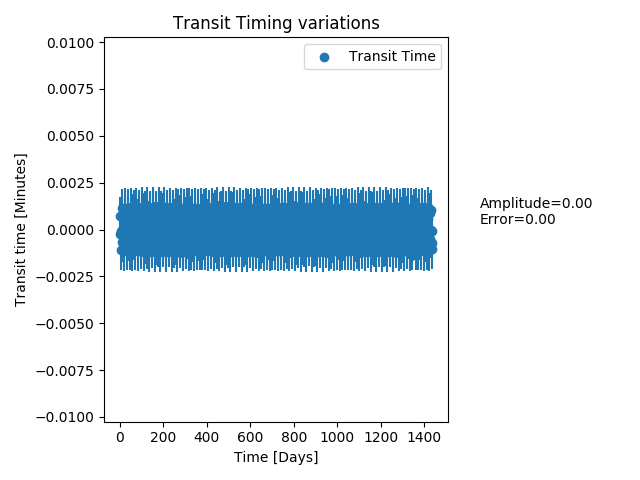 Transit Timing variations
Transit Time
0.0100
0.0075
0.0050
0.0025
0.0000
−0.0025
−0.0050
−0.0075
−0.0100
Transit time [Minutes]
Amplitude=0.00
Error=0.00
0 200 400 600 800 1000 1200 1400
Time [Days]